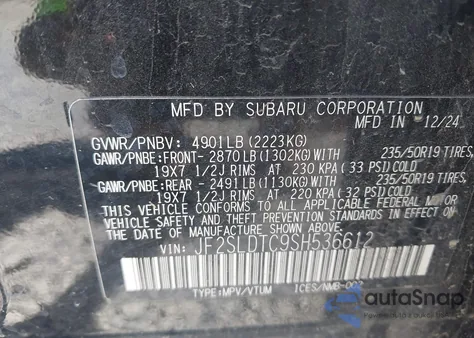 MFD BY SUBARU CORPORATION
12/24
GVWR/PNBV: 4901LB (2223KG)
GAWR/PNBE:FRONT- 2870LB (1302KG) WITH 235/50R19 TIRES
19X7 1/2J RIMS AT 230 KPA (33 PSI) COLD
GAWR/PNBE:REAR - 2491LB (1130KG) WITH 235/50R19 TIRES
19X7 1/2J RIMS AT 220 KPA (32 PSI) COLD
THIS VEHICLE CONFORMS TO ALL APPLICABLE FEDERAL MOTOR
VEHICLE SAFETY AND THEFT PREVENTION STANDARDS IN EFFECT ON
THE DATE OF MANUFACTURE SHOWN ABOVE.
VIN: JF2SLDTC9SH536612
TYPE:MPV/VTUM ICES/NMB-002
autaSnap